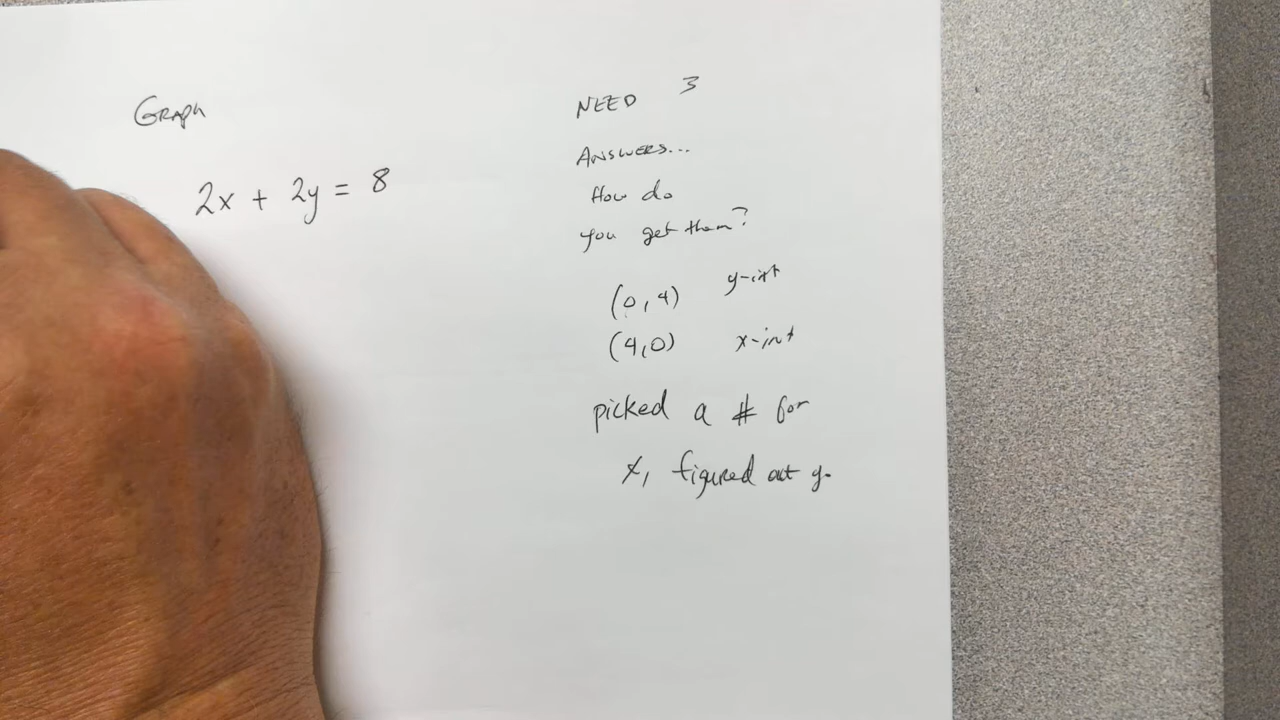 Graph
2x + 2y = 8
NEED 3
Answers...
How do
you get them?
(0,4) y-int
(4,0) x-int
picked a # for
x, figured out y.